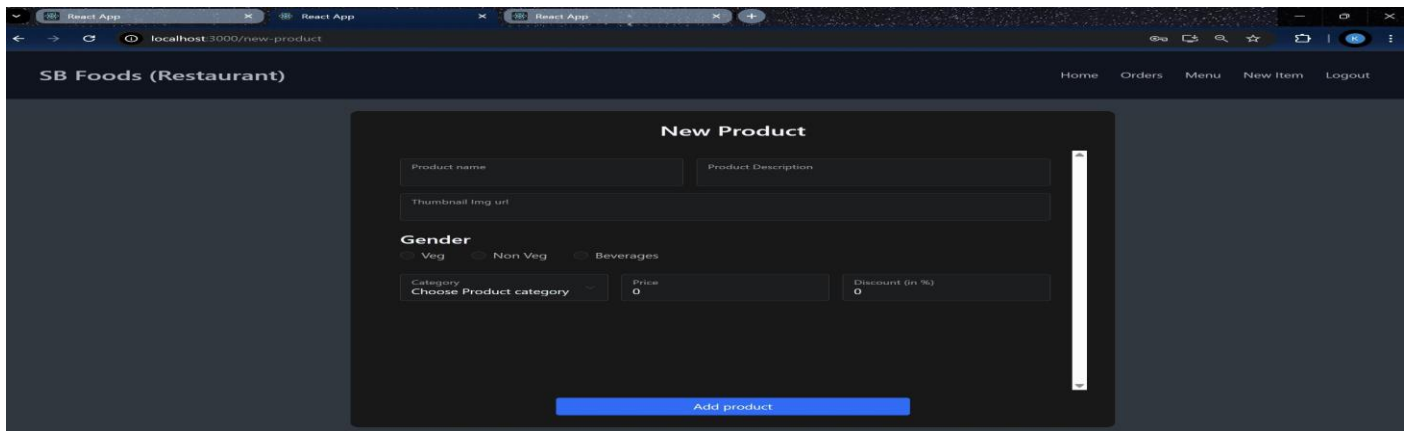 React App React App React App
localhost:3000/new-product K
SB Foods (Restaurant) Home Orders Menu New Item Logout
New Product
Product name Product Description
Thumbnail Img url
Gender
Veg Non Veg Beverages
Category Price Discount (in %)
Choose Product category 0 0
Add product